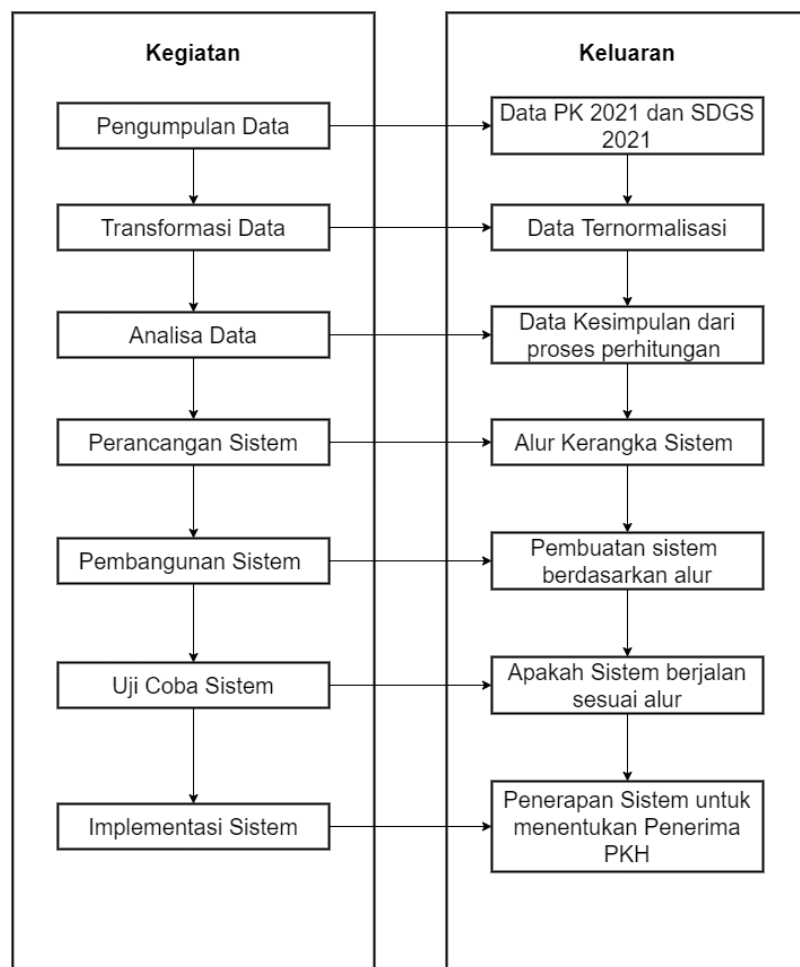 Kegiatan
Keluaran
Pengumpulan Data
Data PK 2021 dan SDGS
2021
Transformasi Data
Data Ternormalisasi
Analisa Data
Data Kesimpulan dari
proses perhitungan
Perancangan Sistem
Alur Kerangka Sistem
Pembangunan Sistem
Pembuatan sistem
berdasarkan alur
Uji Coba Sistem
Apakah Sistem berjalan
sesuai alur
Implementasi Sistem
Penerapan Sistem untuk
menentukan Penerima
PKH